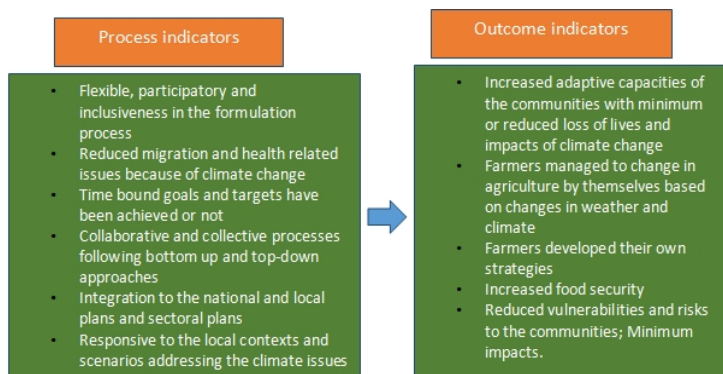 Process indicators
• Flexible, participatory and
inclusiveness in the formulation
process
• Reduced migration and health related
issues because of climate change
• Time bound goals and targets have
been achieved or not
• Collaborative and collective processes
following bottom up and top-down
approaches
• Integration to the national and local
plans and sectoral plans
• Responsive to the local contexts and
scenarios addressing the climate issues
Outcome indicators
• Increased adaptive capacities of
the communities with minimum
or reduced loss of lives and
impacts of climate change
• Farmers managed to change in
agriculture by themselves based
on changes in weather and
climate
• Farmers developed their own
strategies
• Increased food security
• Reduced vulnerabilities and risks
to the communities; Minimum
impacts.